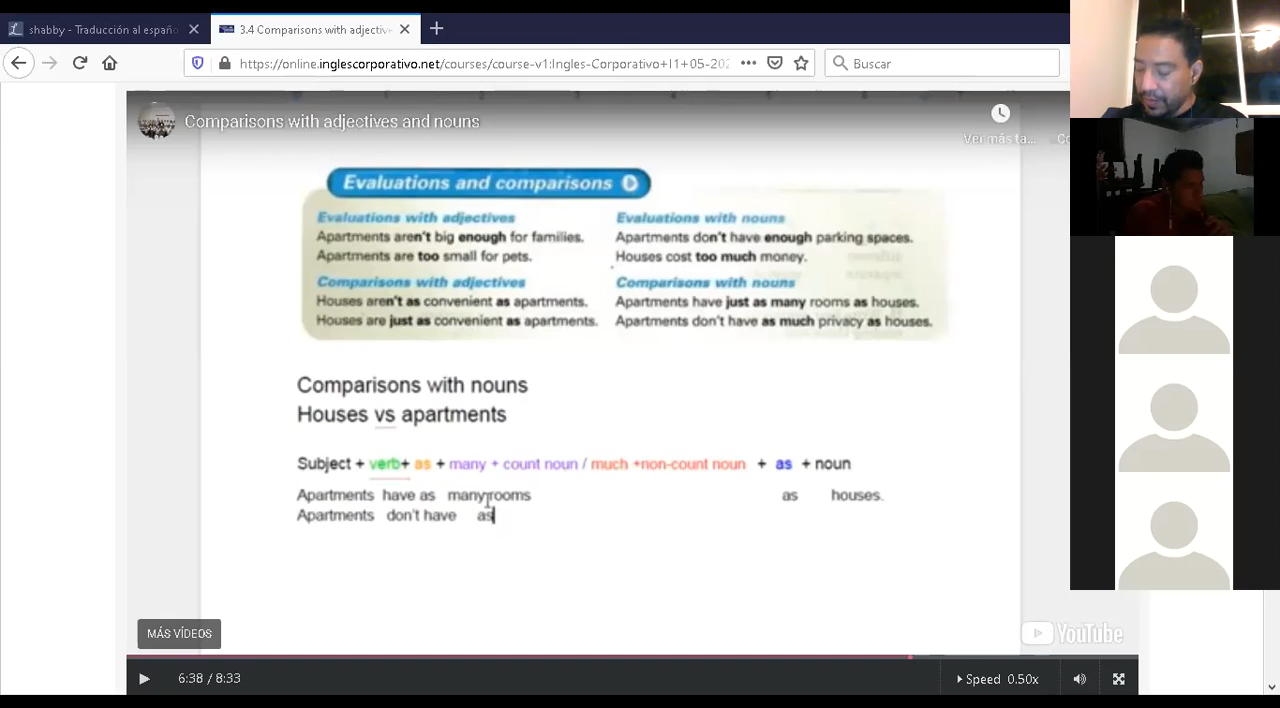 shabby - Traducción al españo
3.4 Comparisons with adjective
https://online.inglescorporativo.net/courses/course-v1:Ingles-Corporativo+I1+05-202
Buscar
Comparisons with adjectives and nouns
Ver más ta...
Co
Evaluations and comparisons
Evaluations with adjectives
Apartments aren't big enough for families.
Apartments are too small for pets.
Comparisons with adjectives
Houses aren't as convenient as apartments.
Houses are just as convenient as apartments.
Evaluations with nouns
Apartments don't have enough parking spaces.
Houses cost too much money.
Comparisons with nouns
Apartments have just as many rooms as houses.
Apartments don't have as much privacy as houses.
Comparisons with nouns
Houses vs apartments
Subject + verb+ as + many + count noun / much +non-count noun + as + noun
Apartments have as many rooms as houses.
Apartments don't have as
MÁS VÍDEOS
YouTube
6:38 / 8:33
Speed 0.50x